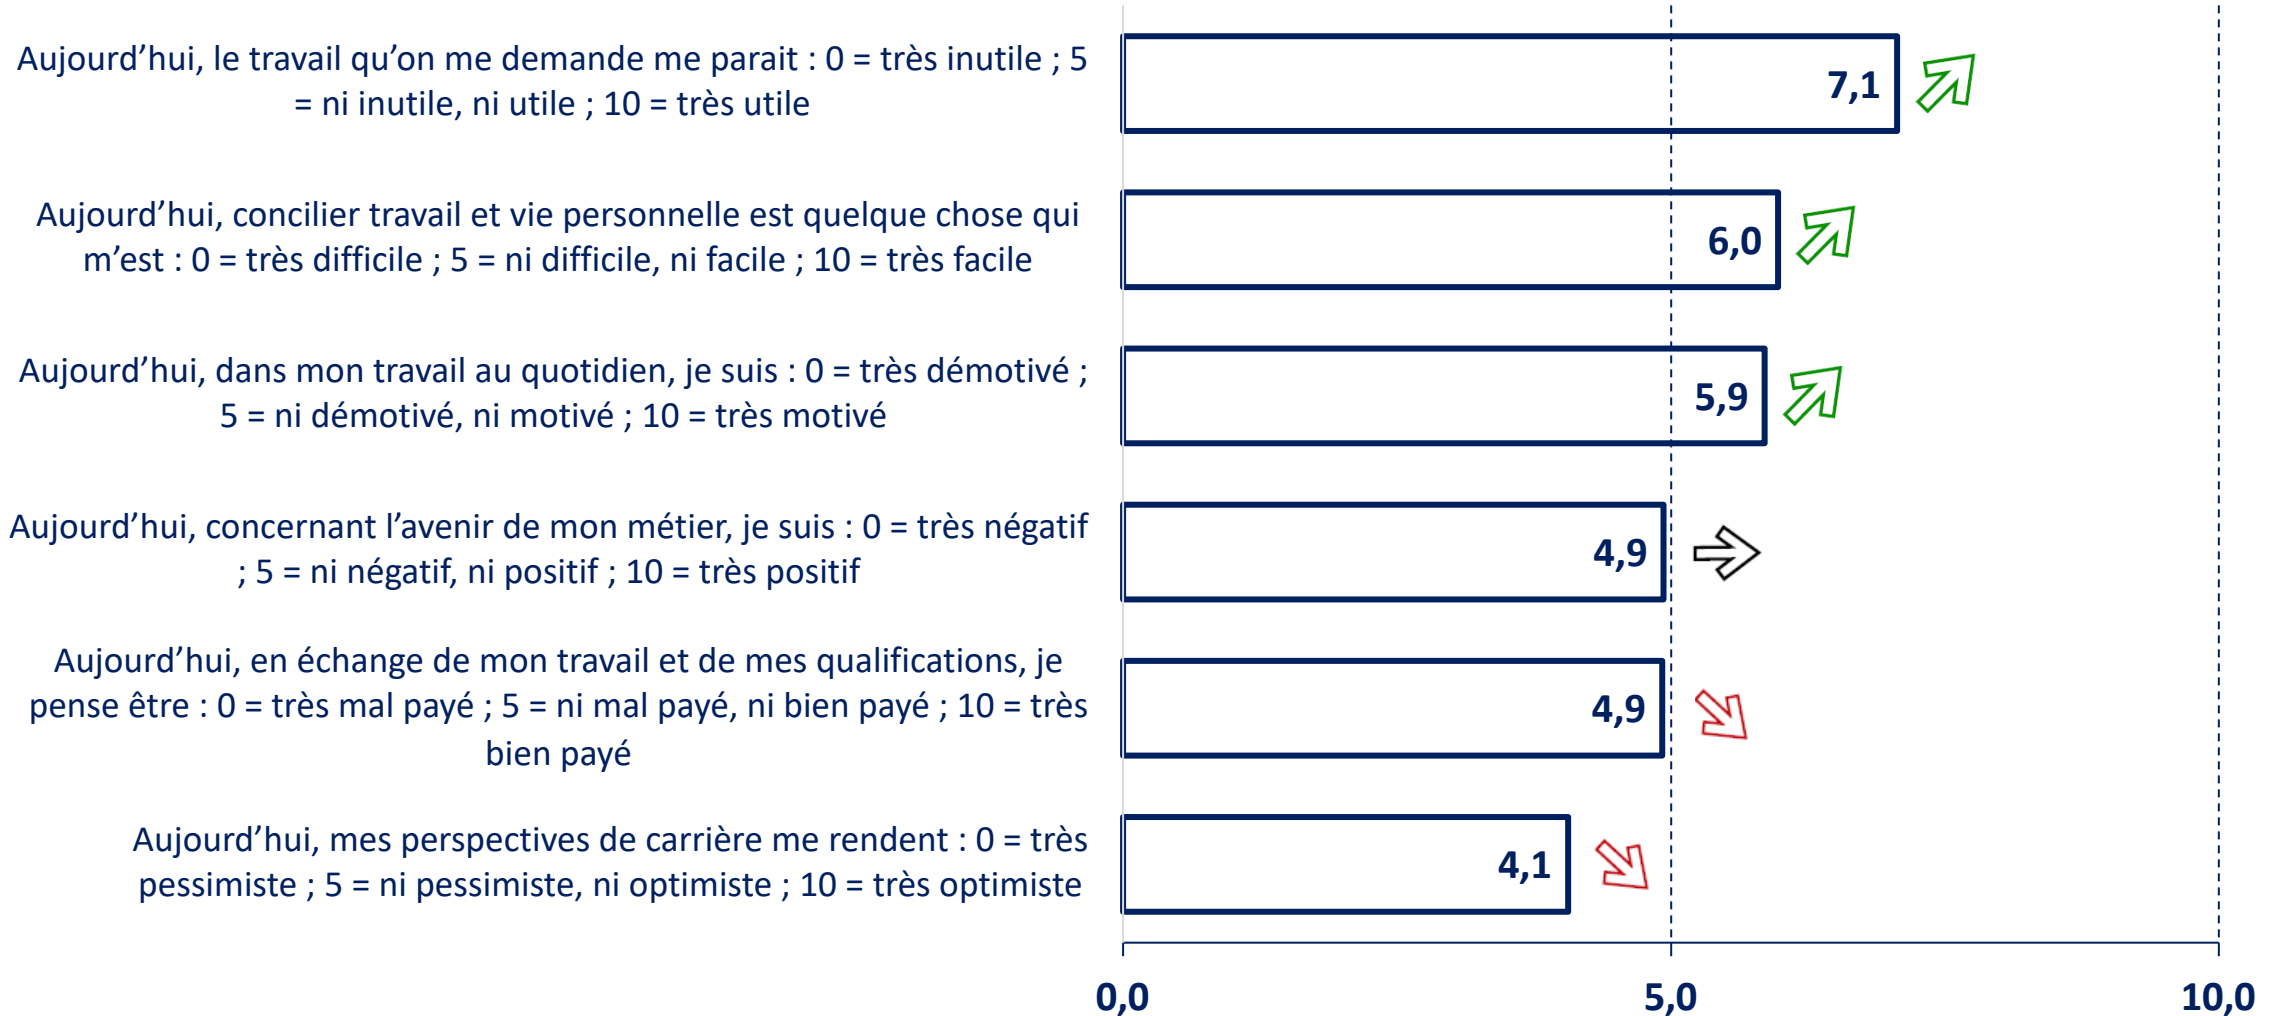 Aujourd’hui, le travail qu’on me demande me parait : 0 = très inutile ; 5
= ni inutile, ni utile ; 10 = très utile
7,1
Aujourd’hui, concilier travail et vie personnelle est quelque chose qui
m’est : 0 = très difficile ; 5 = ni difficile, ni facile ; 10 = très facile
6,0
Aujourd’hui, dans mon travail au quotidien, je suis : 0 = très démotivé ;
5 = ni démotivé, ni motivé ; 10 = très motivé
5,9
Aujourd’hui, concernant l’avenir de mon métier, je suis : 0 = très négatif
; 5 = ni négatif, ni positif ; 10 = très positif
4,9
Aujourd’hui, en échange de mon travail et de mes qualifications, je
pense être : 0 = très mal payé ; 5 = ni mal payé, ni bien payé ; 10 = très
bien payé
4,9
Aujourd’hui, mes perspectives de carrière me rendent : 0 = très
pessimiste ; 5 = ni pessimiste, ni optimiste ; 10 = très optimiste
4,1
0,0
5,0
10,0